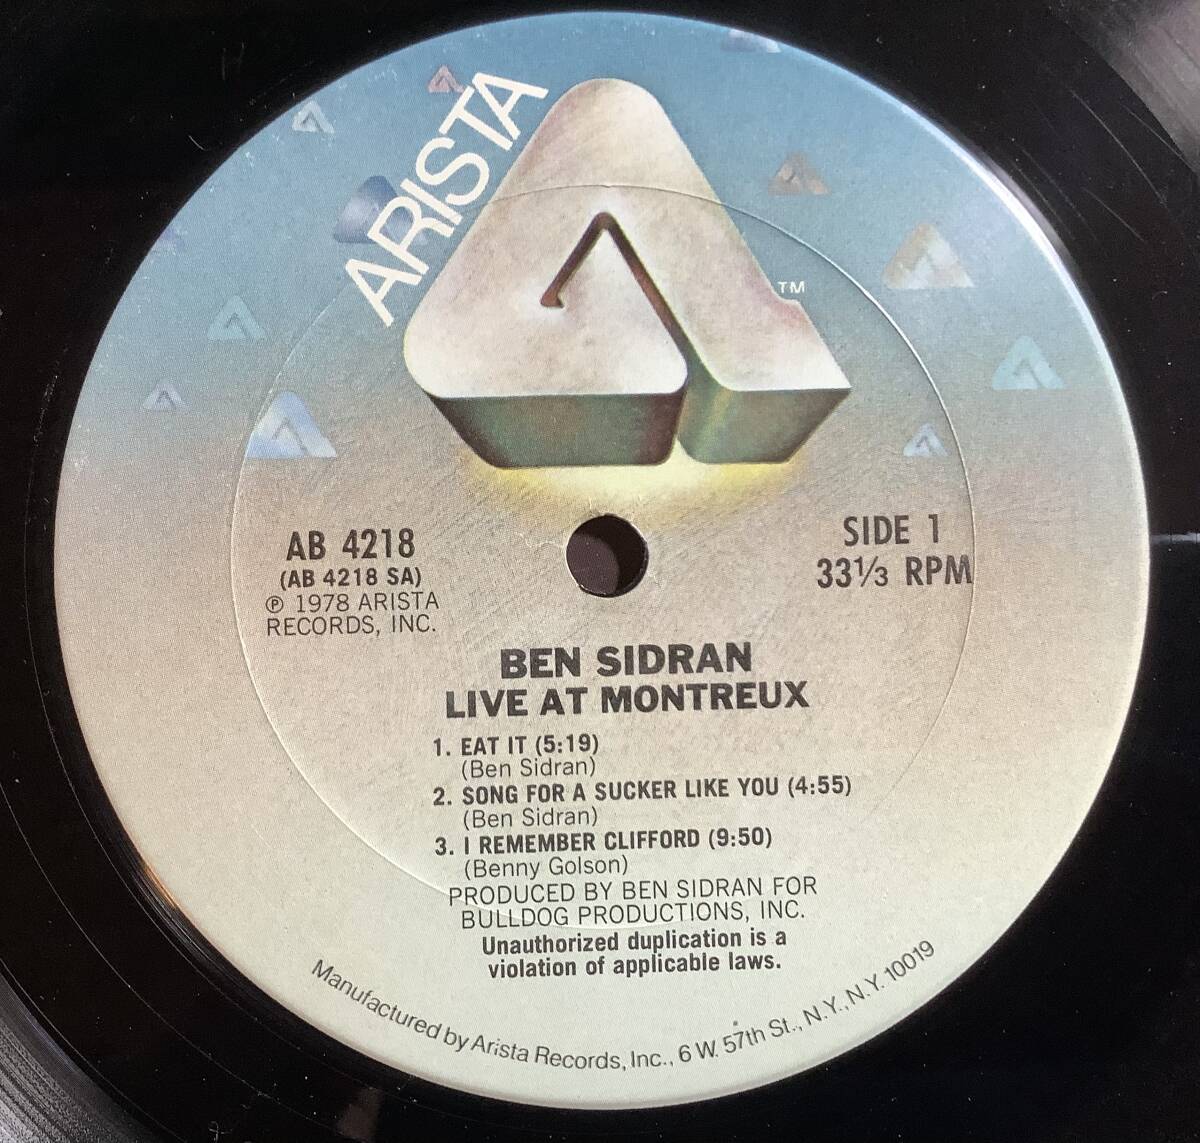 ARISTA
TM
AB 4218
(AB 4218 SA)
℗ 1978 ARISTA
RECORDS, INC.
SIDE 1
33⅓ RPM
BEN SIDRAN
LIVE AT MONTREUX
1. EAT IT (5:19)
(Ben Sidran)
2. SONG FOR A SUCKER LIKE YOU (4:55)
(Ben Sidran)
3. I REMEMBER CLIFFORD (9:50)
(Benny Golson)
PRODUCED BY BEN SIDRAN FOR
BULLDOG PRODUCTIONS, INC.
Unauthorized duplication is a
violation of applicable laws.
Manufactured by Arista Records, Inc., 6 W. 57th St., N.Y., N.Y. 10019